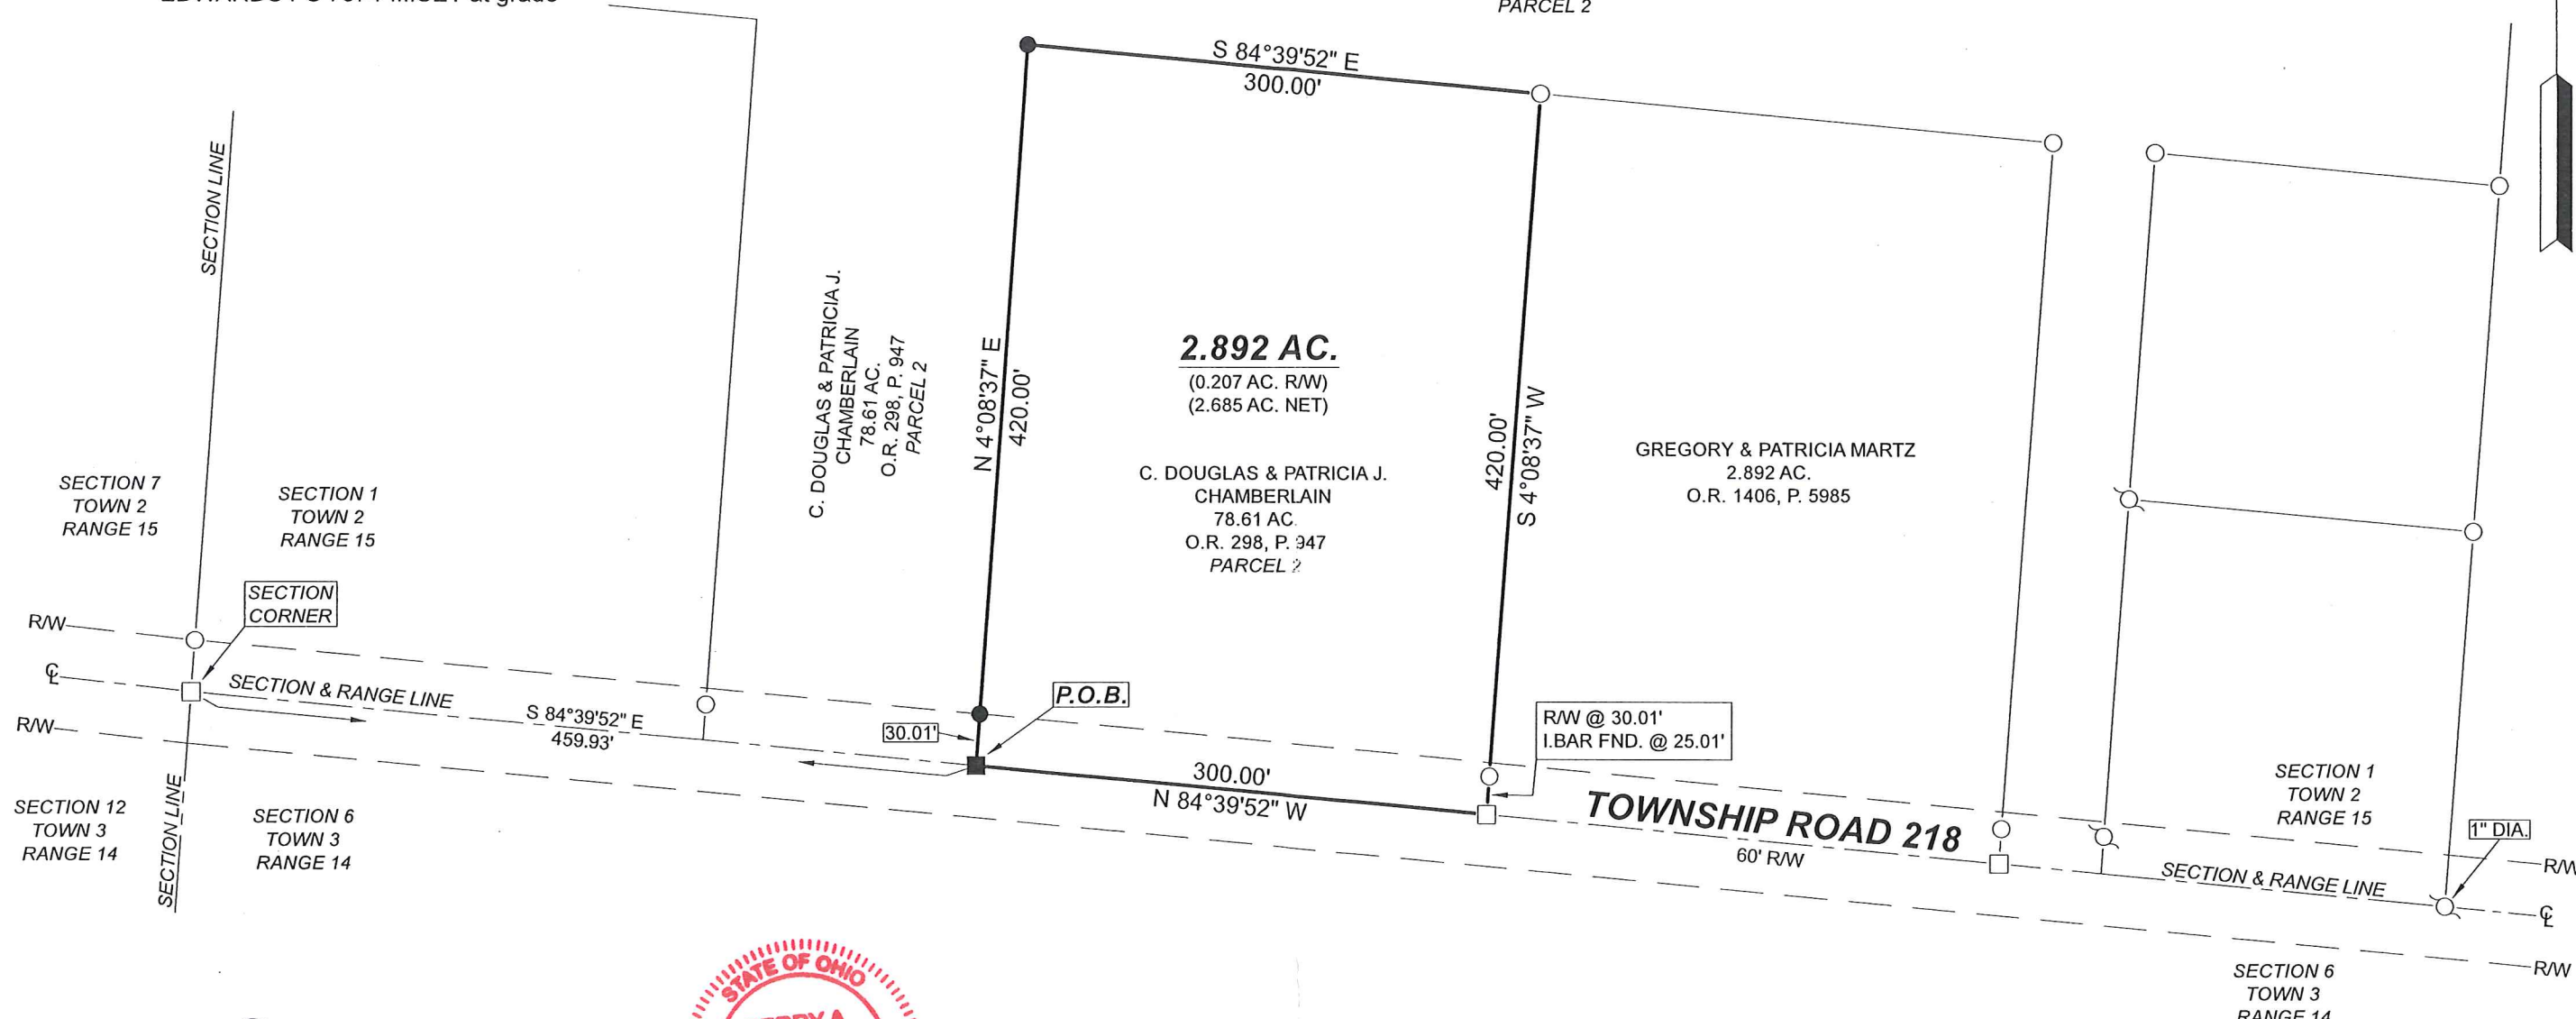 PARCEL 2
S 84°39'52" E
300.00'
SECTION LINE
C. DOUGLAS & PATRICIA J.
CHAMBERLAIN
78.61 AC.
O.R. 298, P. 947
PARCEL 2
N 4°08'37" E
420.00'
2.892 AC.
(0.207 AC. R/W)
(2.685 AC. NET)
C. DOUGLAS & PATRICIA J.
CHAMBERLAIN
78.61 AC.
O.R. 298, P. 947
PARCEL 2
420.00'
S 4°08'37" W
GREGORY & PATRICIA MARTZ
2.892 AC.
O.R. 1406, P. 5985
SECTION 7
TOWN 2
RANGE 15
SECTION 1
TOWN 2
RANGE 15
SECTION
CORNER
R/W
℄
R/W
SECTION & RANGE LINE
S 84°39'52" E
459.93'
30.01'
P.O.B.
300.00'
N 84°39'52" W
R/W @ 30.01'
I.BAR FND. @ 25.01'
TOWNSHIP ROAD 218
60' R/W
SECTION 1
TOWN 2
RANGE 15
1" DIA.
SECTION & RANGE LINE
R/W
℄
R/W
SECTION 12
TOWN 3
RANGE 14
SECTION LINE
SECTION 6
TOWN 3
RANGE 14
SECTION 6
TOWN 3
RANGE 14
STATE OF OHIO